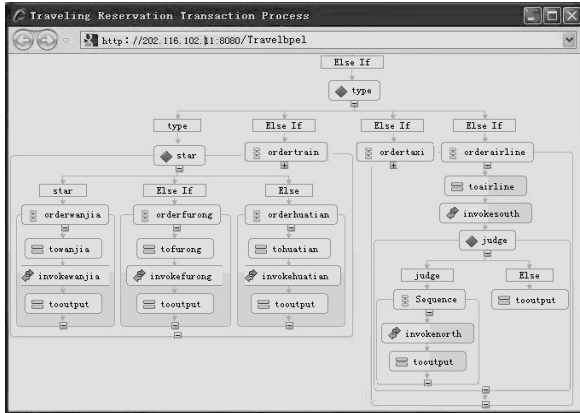 Traveling Reservation Transaction Process
http://202.116.102.11:8080/Travelbpel
Else If
type
type
Else If
Else If
Else If
star
ordertrain
ordertaxi
orderairline
star
Else If
Else
toairline
orderwanjia
orderfurong
orderhuatian
invokesouth
towanjia
tofurong
tohuatian
judge
invokewanjia
invokefurong
invokehuatian
judge
Else
tooutput
tooutput
tooutput
Sequence
tooutput
invokenorth
tooutput